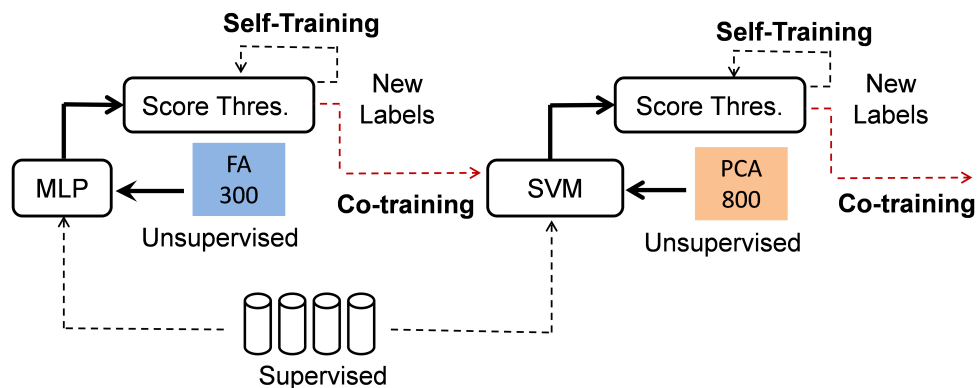 Self-Training
Score Thres.
New
Labels
MLP
FA
300
Unsupervised
Co-training
Self-Training
Score Thres.
New
Labels
SVM
PCA
800
Unsupervised
Co-training
Supervised